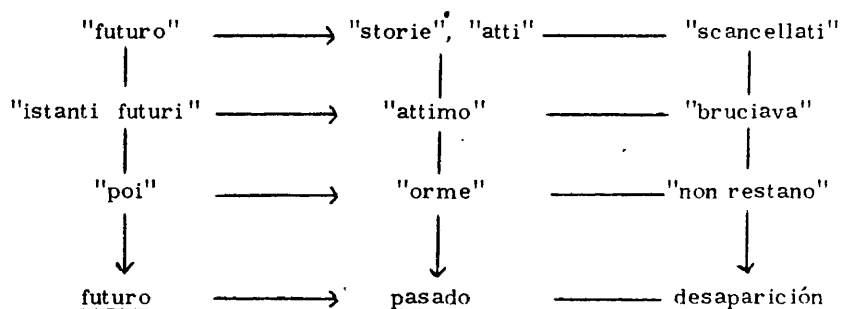 "futuro" "storie", "atti" "scancellati"
"istanti futuri" "attimo" "bruciava"
"poi" "orme" "non restano"
futuro pasado desaparición